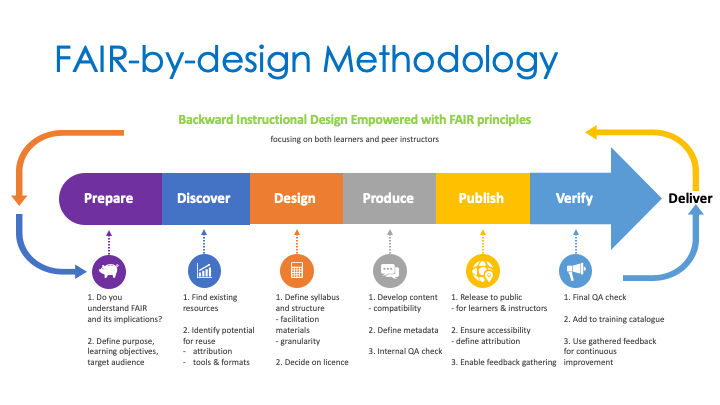 FAIR-by-design Methodology
Backward Instructional Design Empowered with FAIR principles
focusing on both learners and peer instructors
Prepare
Discover
Design
Produce
Publish
Verify
Deliver
1. Do you
understand FAIR
and its implications?
2. Define purpose,
learning objectives,
target audience
1. Find existing
resources
2. Identify potential
for reuse
- attribution
- tools & formats
1. Define syllabus
and structure
- facilitation
materials
- granularity
2. Decide on licence
1. Develop content
- compatibility
2. Define metadata
3. Internal QA check
1. Release to public
- for learners & instructors
2. Ensure accessibility
- define attribution
3. Enable feedback gathering
1. Final QA check
2. Add to training catalogue
3. Use gathered feedback
for continuous
improvement